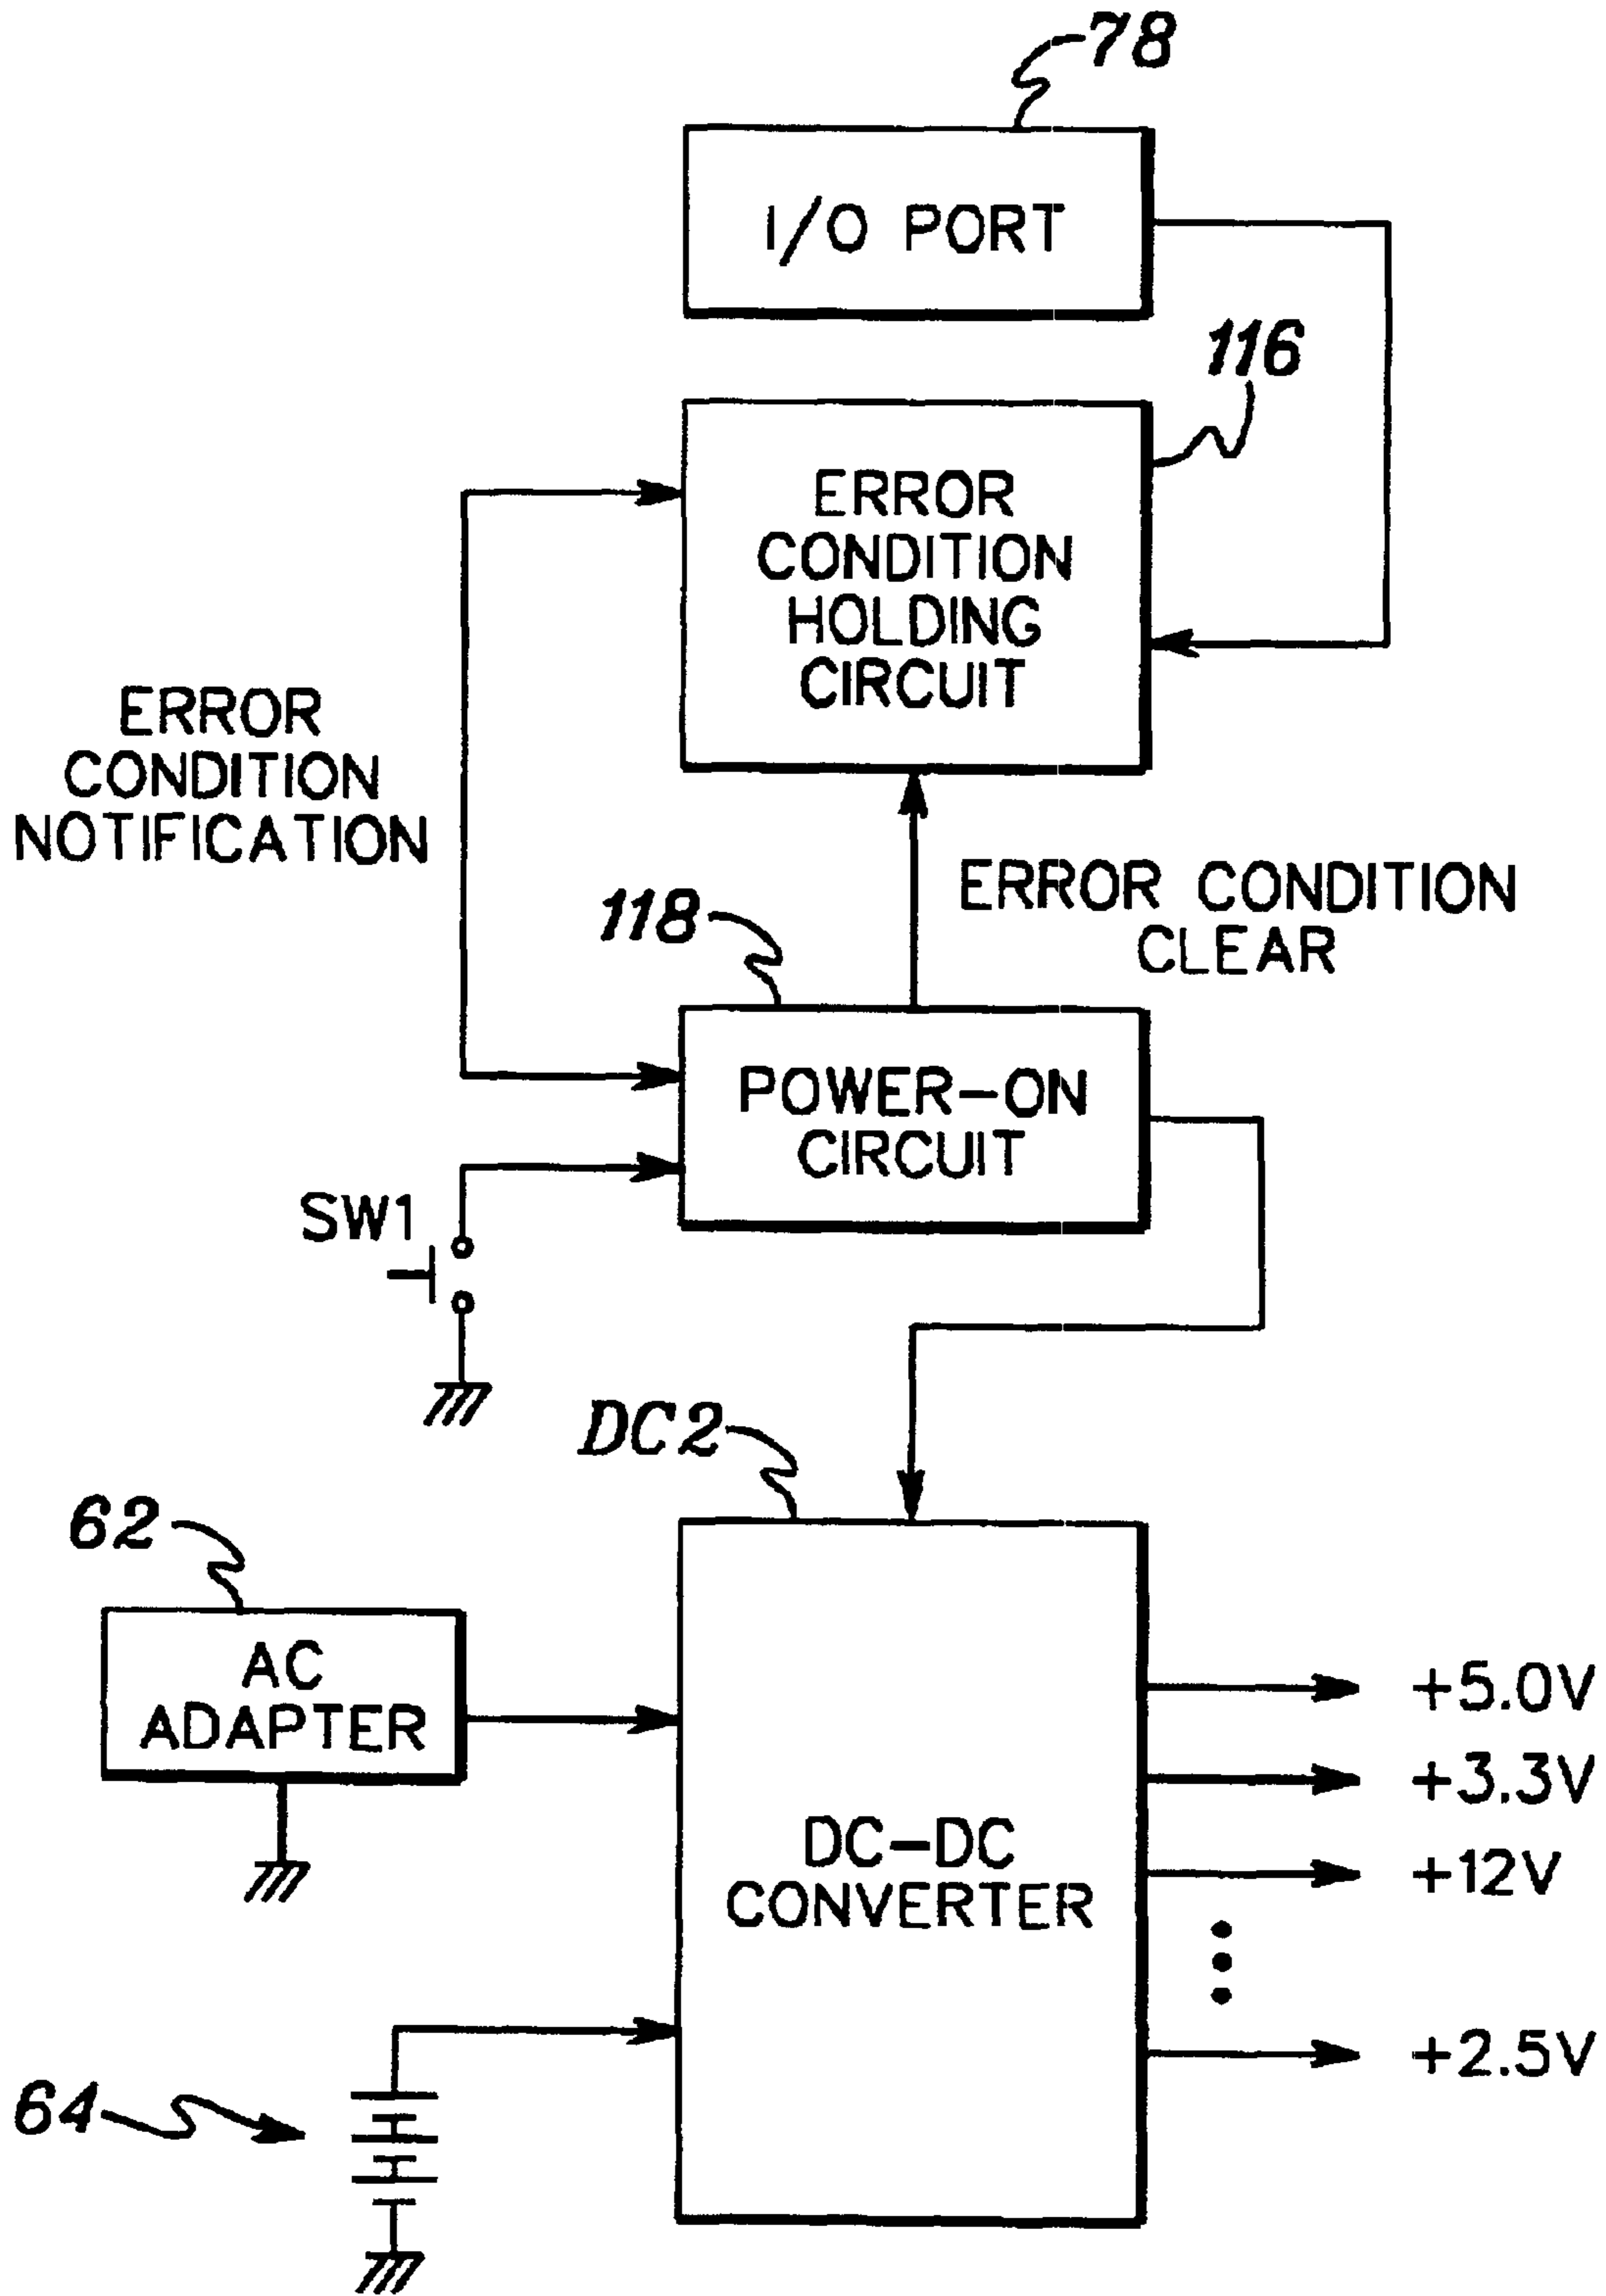 78
I/O PORT
116
ERROR
CONDITION
HOLDING
CIRCUIT
ERROR
CONDITION
NOTIFICATION
ERROR CONDITION
CLEAR
118
POWER-ON
CIRCUIT
SW1
DC2
62
AC
ADAPTER
DC-DC
CONVERTER
+5.0V
+3.3V
+12V
+2.5V
64